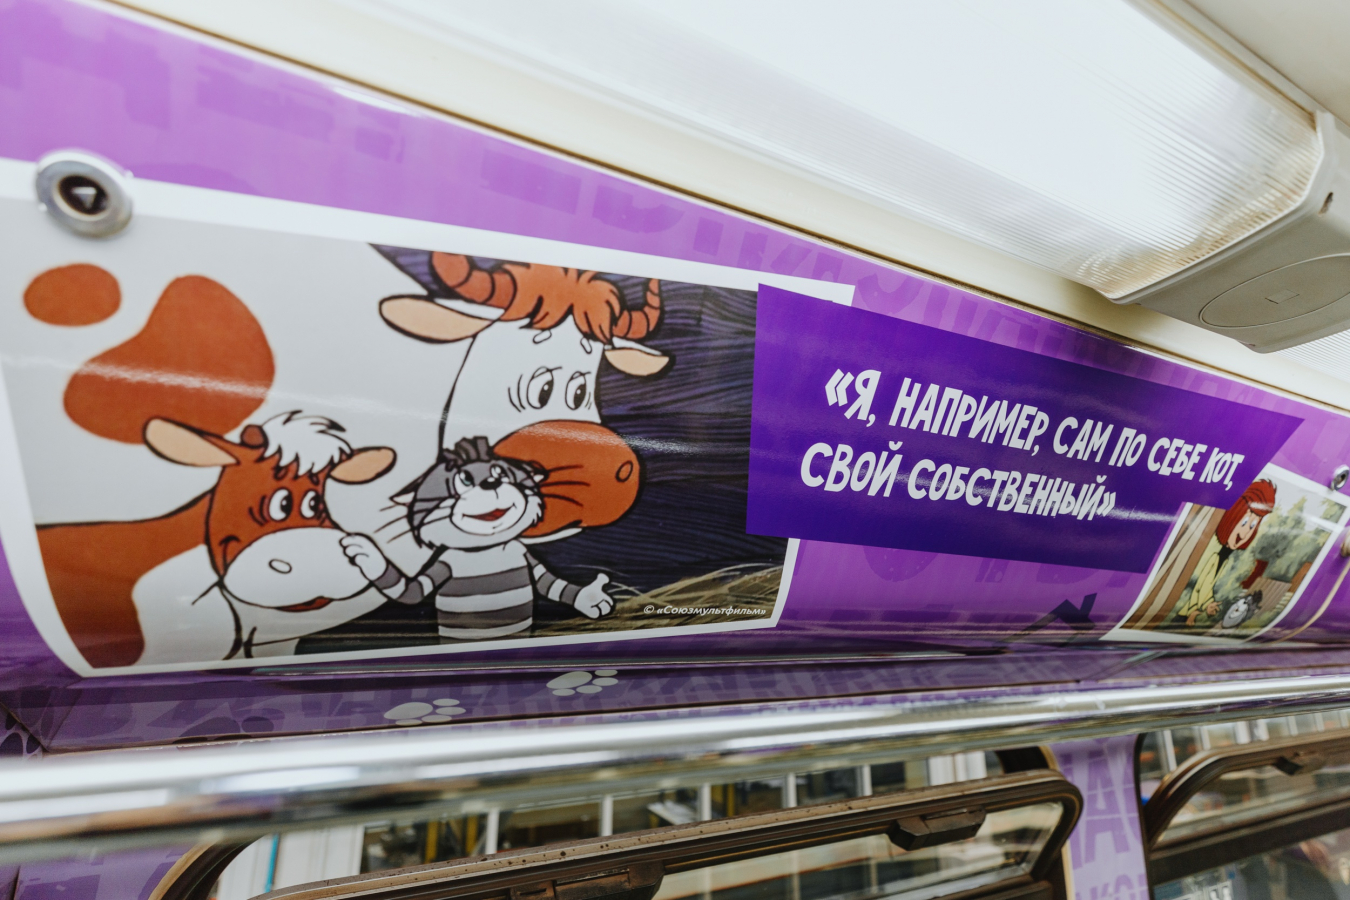 «Я, НАПРИМЕР, САМ ПО СЕБЕ КОТ,
СВОЙ СОБСТВЕННЫЙ»
© «Союзмультфильм»